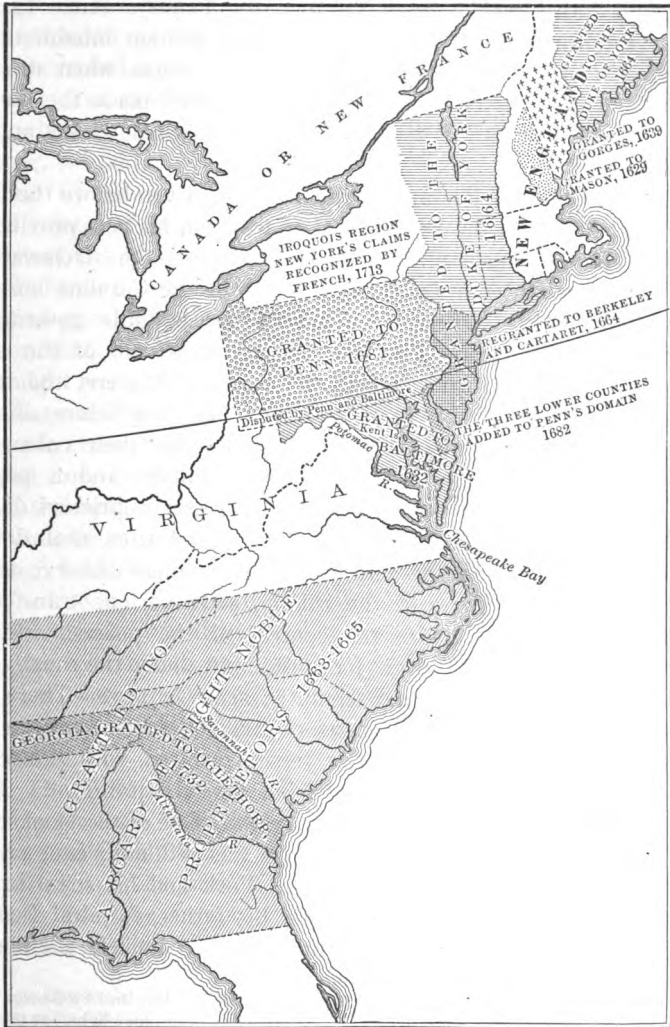 CANADA OR NEW FRANCE
NEW ENGLAND
GRANTED
TO THE
DUKE OF YORK
1664
GRANTED TO
GORGES, 1639
GRANTED TO
MASON, 1629
GRANTED TO THE
DUKE OF YORK
1664
IROQUOIS REGION
NEW YORK'S CLAIMS
RECOGNIZED BY
FRENCH, 1713
REGRANTED TO BERKELEY
AND CARTARET, 1664
GRANTED TO
PENN 1681
Disputed by Penn and Baltimore
THE THREE LOWER COUNTIES
ADDED TO PENN'S DOMAIN
1682
GRANTED TO
Kent Is.
BALTIMORE
1632
Potomac R.
VIRGINIA
Chesapeake Bay
GRANTED TO
A BOARD OF EIGHT NOBLE
PROPRIETORS 1663-1665
GEORGIA, GRANTED TO OGLETHORP,
1732
Savannah R.
Altamaha R.